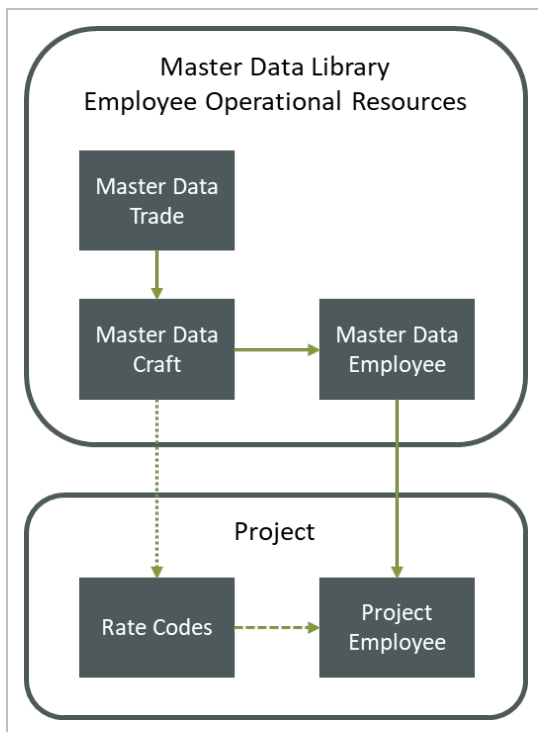 Master Data Library
Employee Operational Resources
Master Data
Trade
Master Data
Craft
Master Data
Employee
Project
Rate Codes
Project
Employee